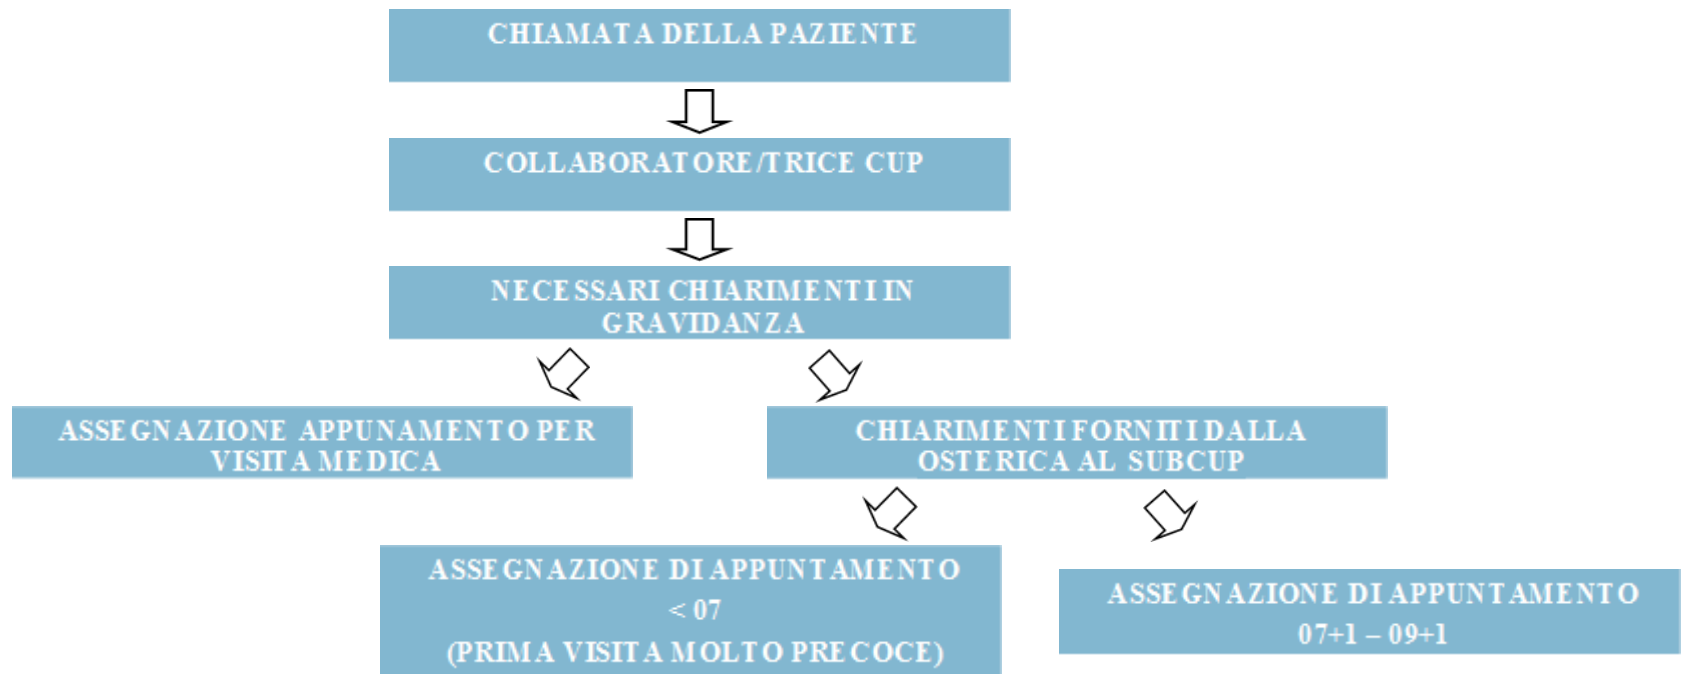 CHIAMATA DELLA PAZIENTE
COLLABORATORE/TRICE CUP
NECESSARI CHIARIMENTI IN
GRAVIDANZA
ASSEGNAZIONE APPUNAMENTO PER
VISITA MEDICA
CHIARIMENTI FORNITI DALLA
OSTERICA AL SUBCUP
ASSEGNAZIONE DI APPUNTAMENTO
< 07
(PRIMA VISITA MOLTO PRECOCE)
ASSEGNAZIONE DI APPUNTAMENTO
07+1 – 09+1